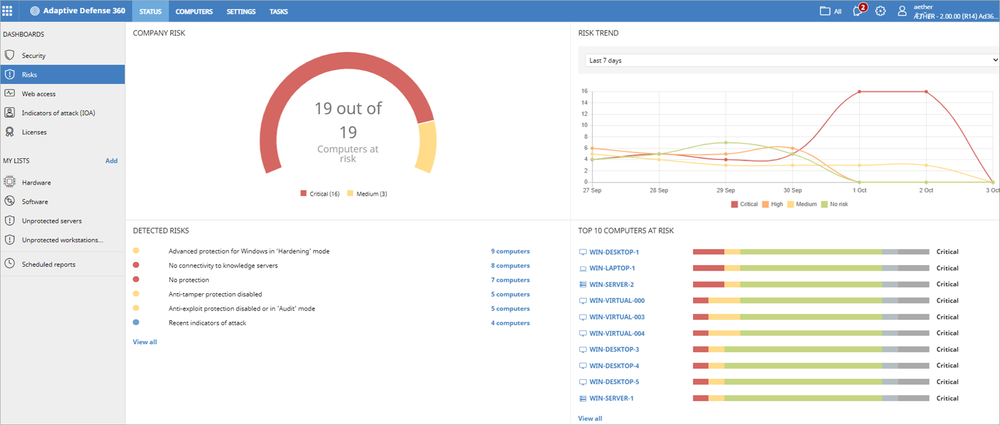 Adaptive Defense 360
STATUS
COMPUTERS
SETTINGS
TASKS
All
2
aether
ÆTHER - 2.00.00 (R14) Ad36...
DASHBOARDS
Security
Risks
Web access
Indicators of attack (IOA)
Licenses
MY LISTS
Add
Hardware
Software
Unprotected servers
Unprotected workstations...
Scheduled reports
COMPANY RISK
19 out of
19
Computers at
risk
Critical (16)
Medium (3)
RISK TREND
Last 7 days
16
14
12
10
8
6
4
2
0
27 Sep
28 Sep
29 Sep
30 Sep
1 Oct
2 Oct
3 Oct
Critical
High
Medium
No risk
DETECTED RISKS
Advanced protection for Windows in 'Hardening' mode 9 computers
No connectivity to knowledge servers 8 computers
No protection 7 computers
Anti-tamper protection disabled 5 computers
Anti-exploit protection disabled or in 'Audit' mode 5 computers
Recent indicators of attack 4 computers
View all
TOP 10 COMPUTERS AT RISK
WIN-DESKTOP-1 Critical
WIN-LAPTOP-1 Critical
WIN-SERVER-2 Critical
WIN-VIRTUAL-000 Critical
WIN-VIRTUAL-003 Critical
WIN-VIRTUAL-004 Critical
WIN-DESKTOP-3 Critical
WIN-DESKTOP-4 Critical
WIN-DESKTOP-5 Critical
WIN-SERVER-1 Critical
View all